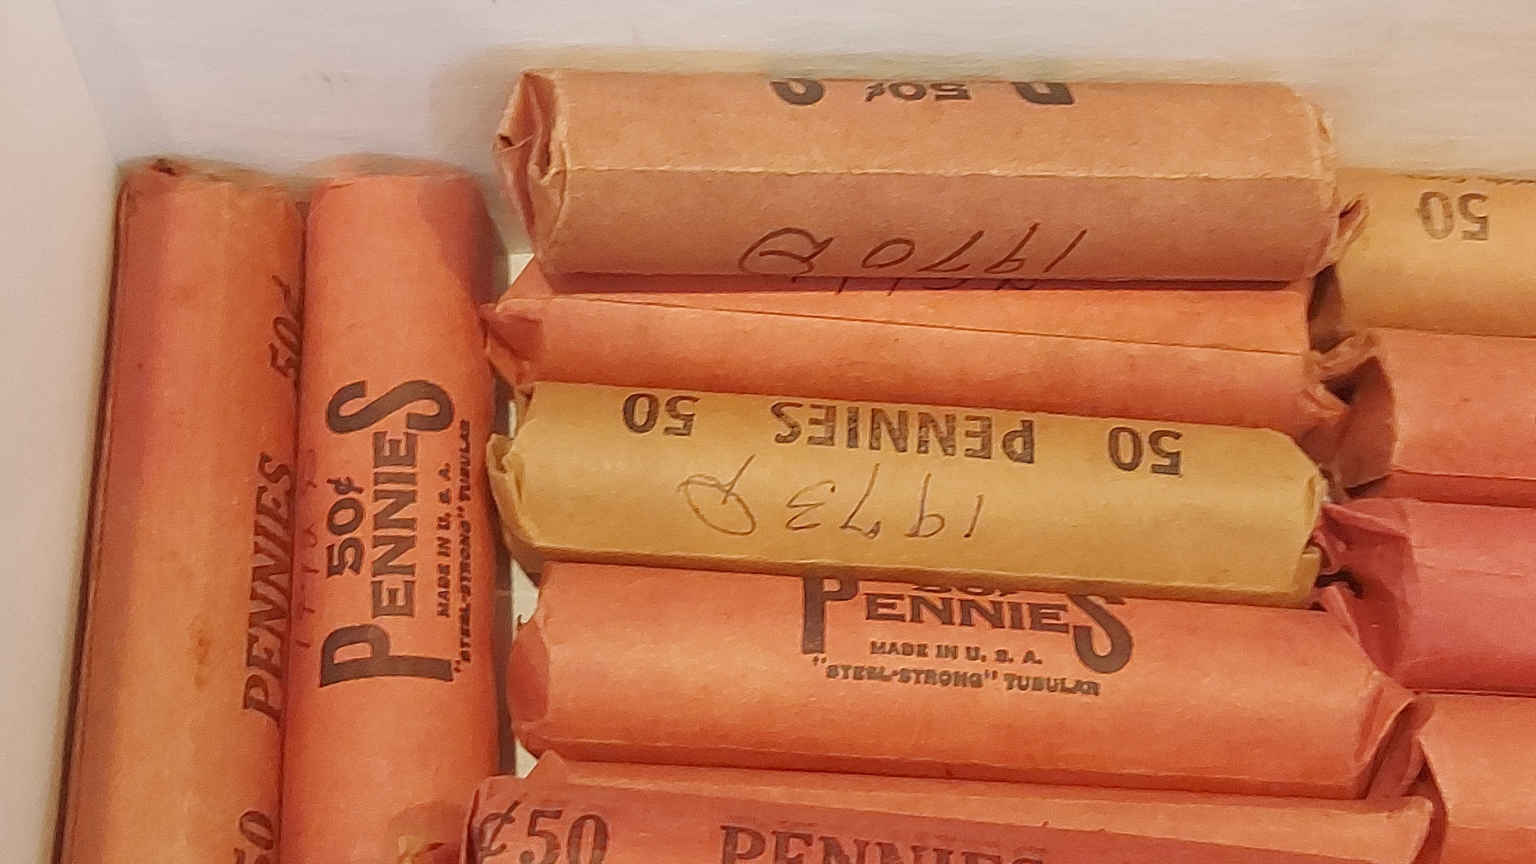 50¢
1970 D
50
50 PENNIES 50
1973 D
50¢
PENNIES
MADE IN U. S. A.
"STEEL-STRONG" TUBULAR
¢50 PENNIES
50¢
PENNIES
MADE IN U. S. A.
"STEEL-STRONG" TUBULAR
50¢ PENNIES 50